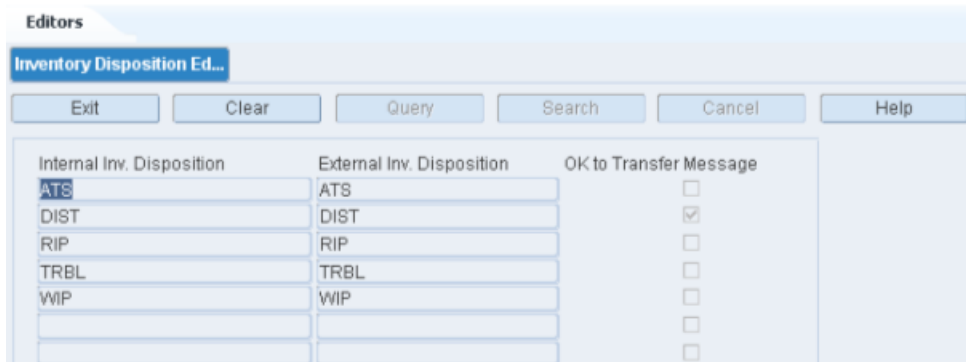 Editors
Inventory Disposition Ed...
Exit Clear Query Search Cancel Help
Internal Inv. Disposition External Inv. Disposition OK to Transfer Message
ATS ATS
DIST DIST
RIP RIP
TRBL TRBL
WIP WIP